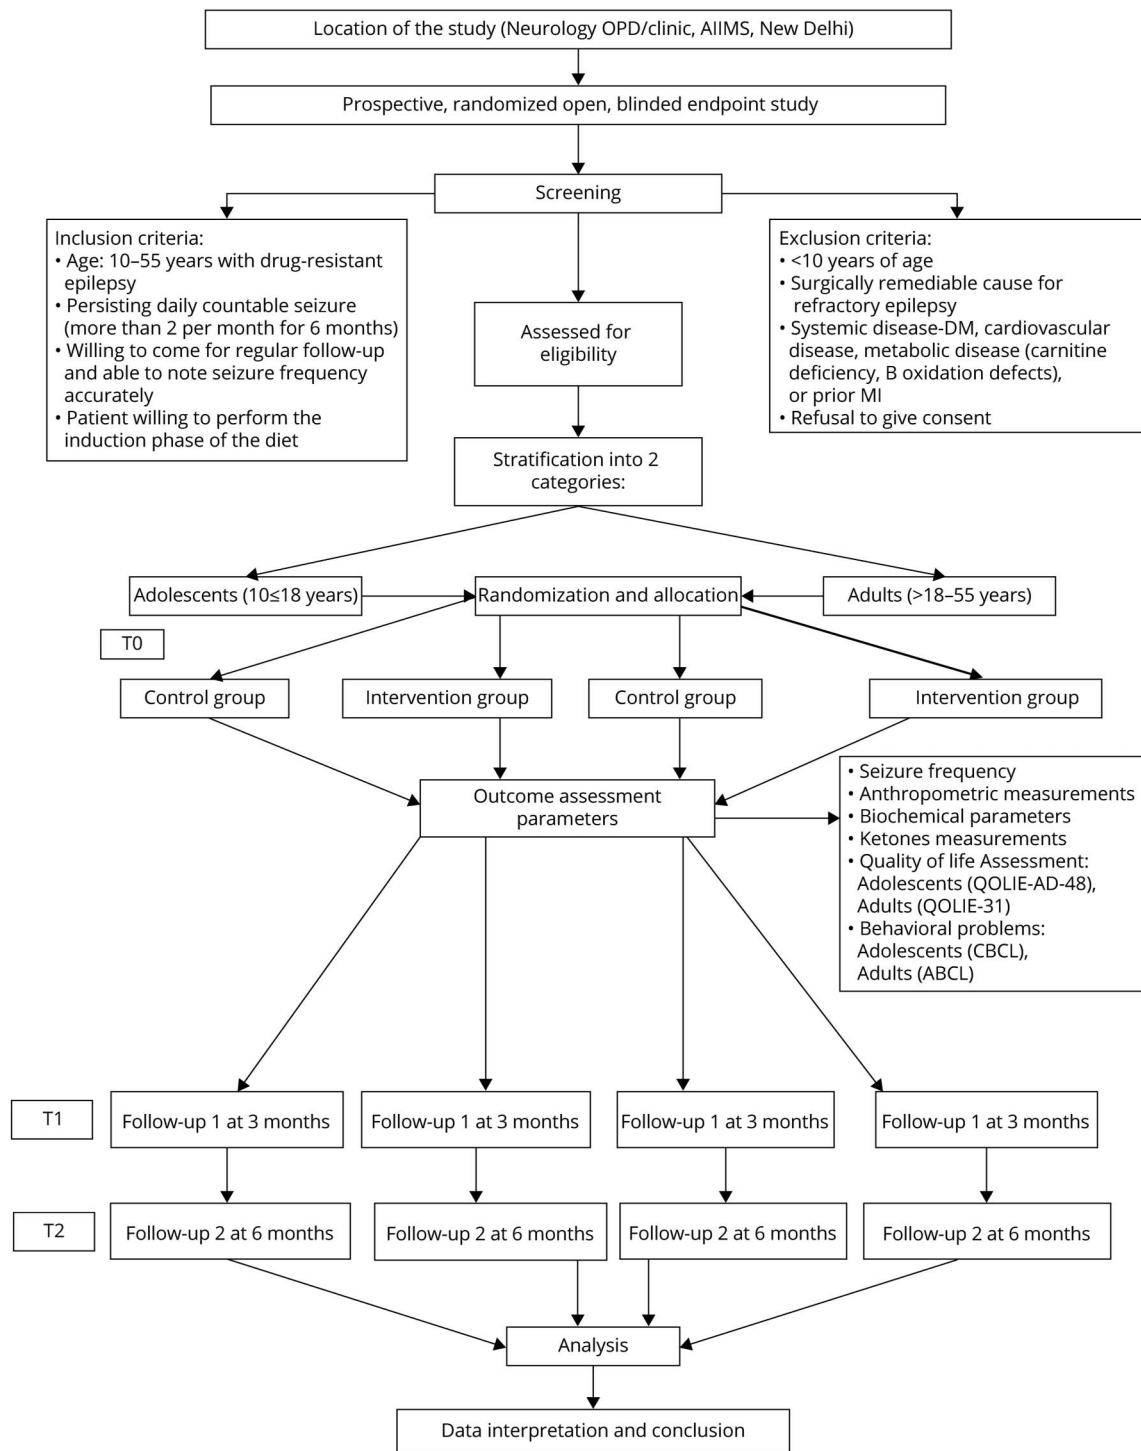 Location of the study (Neurology OPD/clinic, AIIMS, New Delhi)
Prospective, randomized open, blinded endpoint study
Screening
Inclusion criteria:
• Age: 10–55 years with drug-resistant
epilepsy
• Persisting daily countable seizure
(more than 2 per month for 6 months)
• Willing to come for regular follow-up
and able to note seizure frequency
accurately
• Patient willing to perform the
induction phase of the diet
Assessed for
eligibility
Exclusion criteria:
• <10 years of age
• Surgically remediable cause for
refractory epilepsy
• Systemic disease-DM, cardiovascular
disease, metabolic disease (carnitine
deficiency, B oxidation defects),
or prior MI
• Refusal to give consent
Stratification into 2
categories:
Adolescents (10≤18 years)
Randomization and allocation
Adults (>18–55 years)
T0
Control group
Intervention group
Control group
Intervention group
Outcome assessment
parameters
• Seizure frequency
• Anthropometric measurements
• Biochemical parameters
• Ketones measurements
• Quality of life Assessment:
Adolescents (QOLIE-AD-48),
Adults (QOLIE-31)
• Behavioral problems:
Adolescents (CBCL),
Adults (ABCL)
T1
Follow-up 1 at 3 months
Follow-up 1 at 3 months
Follow-up 1 at 3 months
Follow-up 1 at 3 months
T2
Follow-up 2 at 6 months
Follow-up 2 at 6 months
Follow-up 2 at 6 months
Follow-up 2 at 6 months
Analysis
Data interpretation and conclusion